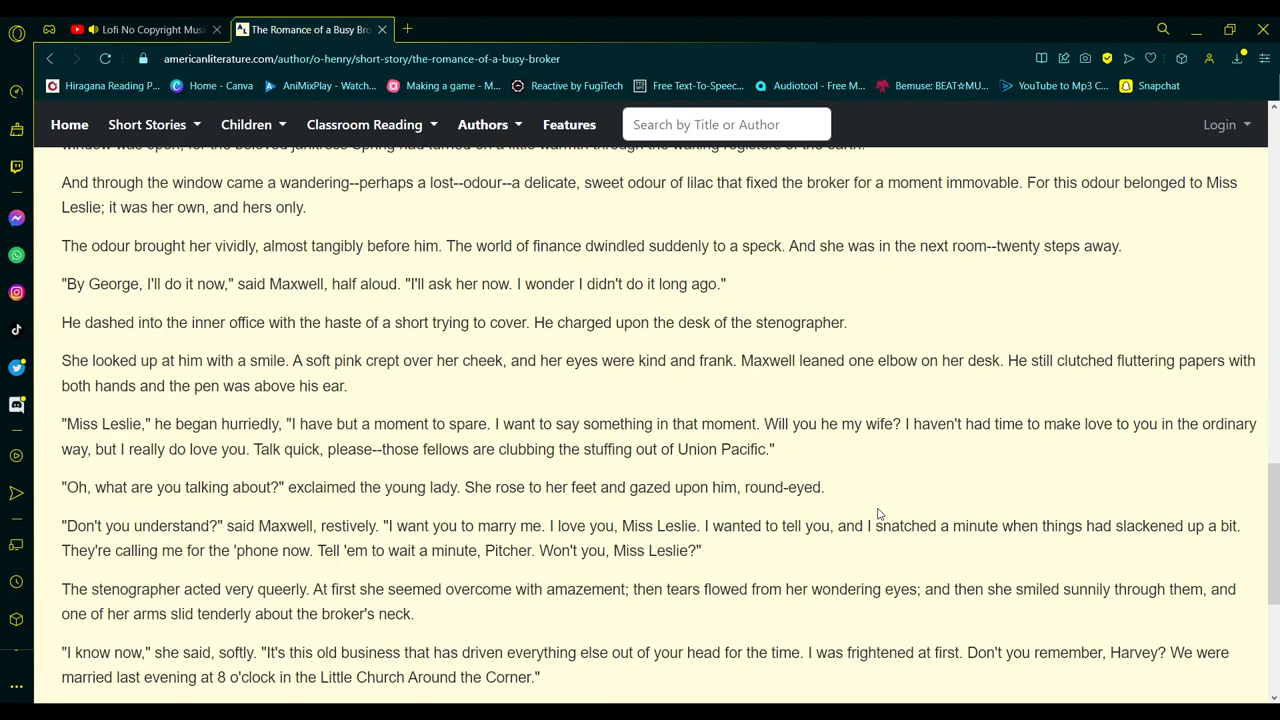 Lofi No Copyright Musi
The Romance of a Busy Bro
americanliterature.com/author/o-henry/short-story/the-romance-of-a-busy-broker
Hiragana Reading P... Home - Canva AniMixPlay - Watch... Making a game - M... Reactive by FugiTech Free Text-To-Speec... Audiotool - Free M... Bemuse: BEAT☆MU... YouTube to Mp3 C... Snapchat
Home Short Stories Children Classroom Reading Authors Features Search by Title or Author Login
window was open, for the beloved janitress Spring had turned on a little warmth through the waking registers of the earth.
And through the window came a wandering--perhaps a lost--odour--a delicate, sweet odour of lilac that fixed the broker for a moment immovable. For this odour belonged to Miss
Leslie; it was her own, and hers only.
The odour brought her vividly, almost tangibly before him. The world of finance dwindled suddenly to a speck. And she was in the next room--twenty steps away.
"By George, I'll do it now," said Maxwell, half aloud. "I'll ask her now. I wonder I didn't do it long ago."
He dashed into the inner office with the haste of a short trying to cover. He charged upon the desk of the stenographer.
She looked up at him with a smile. A soft pink crept over her cheek, and her eyes were kind and frank. Maxwell leaned one elbow on her desk. He still clutched fluttering papers with
both hands and the pen was above his ear.
"Miss Leslie," he began hurriedly, "I have but a moment to spare. I want to say something in that moment. Will you he my wife? I haven't had time to make love to you in the ordinary
way, but I really do love you. Talk quick, please--those fellows are clubbing the stuffing out of Union Pacific."
"Oh, what are you talking about?" exclaimed the young lady. She rose to her feet and gazed upon him, round-eyed.
"Don't you understand?" said Maxwell, restively. "I want you to marry me. I love you, Miss Leslie. I wanted to tell you, and I snatched a minute when things had slackened up a bit.
They're calling me for the 'phone now. Tell 'em to wait a minute, Pitcher. Won't you, Miss Leslie?"
The stenographer acted very queerly. At first she seemed overcome with amazement; then tears flowed from her wondering eyes; and then she smiled sunnily through them, and
one of her arms slid tenderly about the broker's neck.
"I know now," she said, softly. "It's this old business that has driven everything else out of your head for the time. I was frightened at first. Don't you remember, Harvey? We were
married last evening at 8 o'clock in the Little Church Around the Corner."